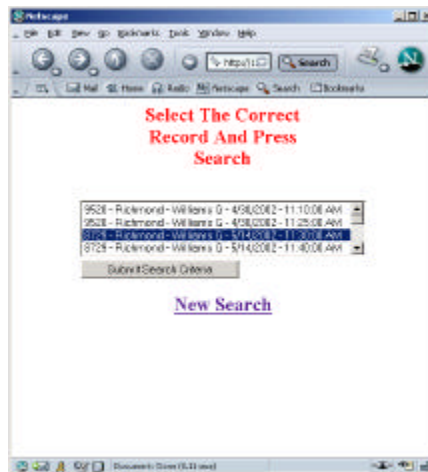 Netscape
File Edit View Go Bookmarks Tools Window Help
Search
Mail Home Radio Netscape Search Bookmarks
Select The Correct
Record And Press
Search
9520 - Richmond - Williams G - 4/30/2002 - 11:10:00 AM
9520 - Richmond - Williams G - 4/30/2002 - 11:25:00 AM
8729 - Richmond - Williams G - 5/14/2002 - 11:30:00 AM
8729 - Richmond - Williams G - 5/14/2002 - 11:40:00 AM
Submit Search Criteria
New Search
Document: Done